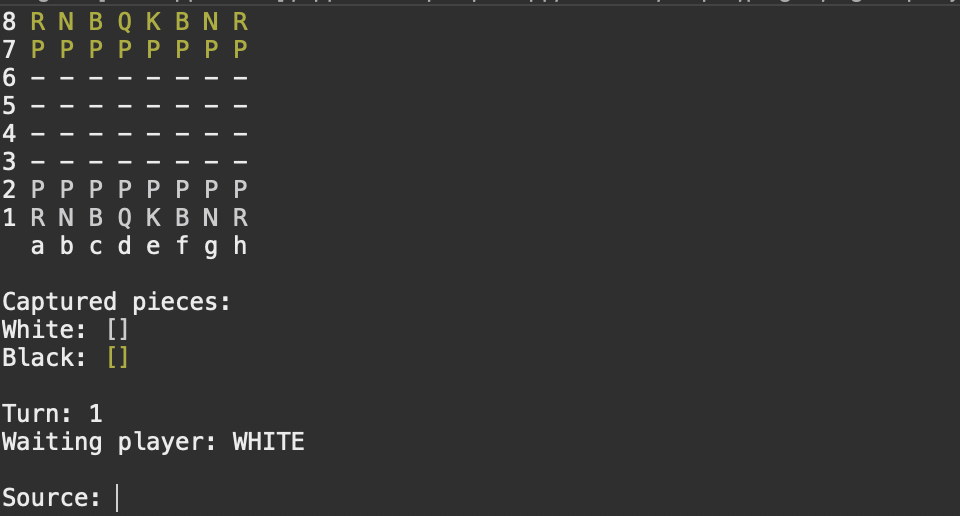 8 R N B Q K B N R
7 P P P P P P P P
6 - - - - - - - -
5 - - - - - - - -
4 - - - - - - - -
3 - - - - - - - -
2 P P P P P P P P
1 R N B Q K B N R
  a b c d e f g h
Captured pieces:
White: []
Black: []
Turn: 1
Waiting player: WHITE
Source: